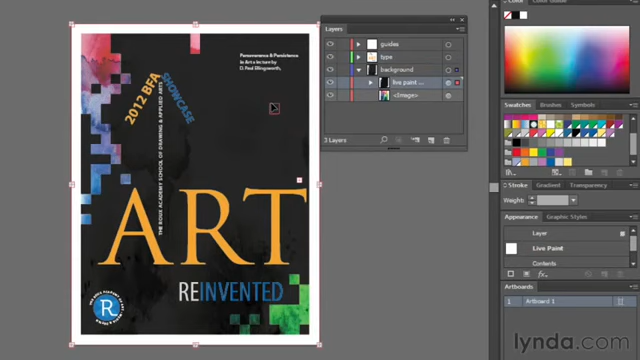 Layers
guides
type
background
live paint ...
<Image>
3 Layers
Color
Swatches Brushes Symbols
Stroke Gradient Transparency
Weight:
Appearance Graphic Styles
Layer
Live Paint
Contents
Artboards
1 Artboard 1
Perseverance & Persistence
in Art: a lecture by
2012 BFA
SHOWCASE
THE ROUX ACADEMY SCHOOL OF DRAWING & APPLIED ARTS
ART
REINVENTED
R
lynda.com